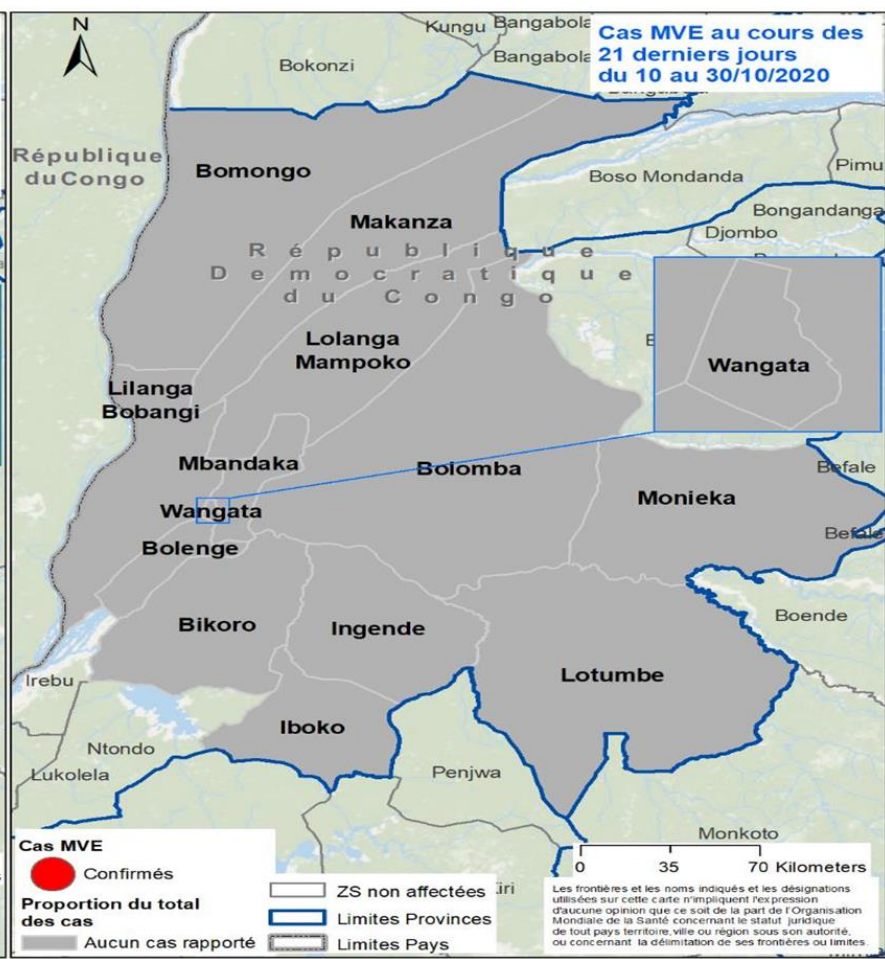 N
Cas MVE au cours des
21 derniers jours
du 10 au 30/10/2020
Kungu
Bangabola
Bangabola
Bokonzi
République
du Congo
Bomongo
Boso Mondanda
Pimu
Makanza
Bongandanga
Djombo
République
Democratique
du Congo
Lolanga
Mampoko
Wangata
Lilanga
Bobangi
Mbandaka
Bolomba
Befale
Monieka
Wangata
Befale
Bolenge
Boende
Bikoro
Ingende
Lotumbe
Irebu
Iboko
Ntondo
Lukolela
Penjwa
Monkoto
Cas MVE
Confirmés
Proportion du total
des cas
Aucun cas rapporté
ZS non affectées
Limites Provinces
Limites Pays
0 35 70 Kilometers
Les frontières et les noms indiqués et les désignations
utilisées sur cette carte n'impliquent l'expression
d'aucune opinion que ce soit de la part de l'Organisation
Mondiale de la Santé concernant le statut juridique
de tout pays territoire, ville ou région sous son autorité,
ou concernant la délimitation de ses frontières ou limites.